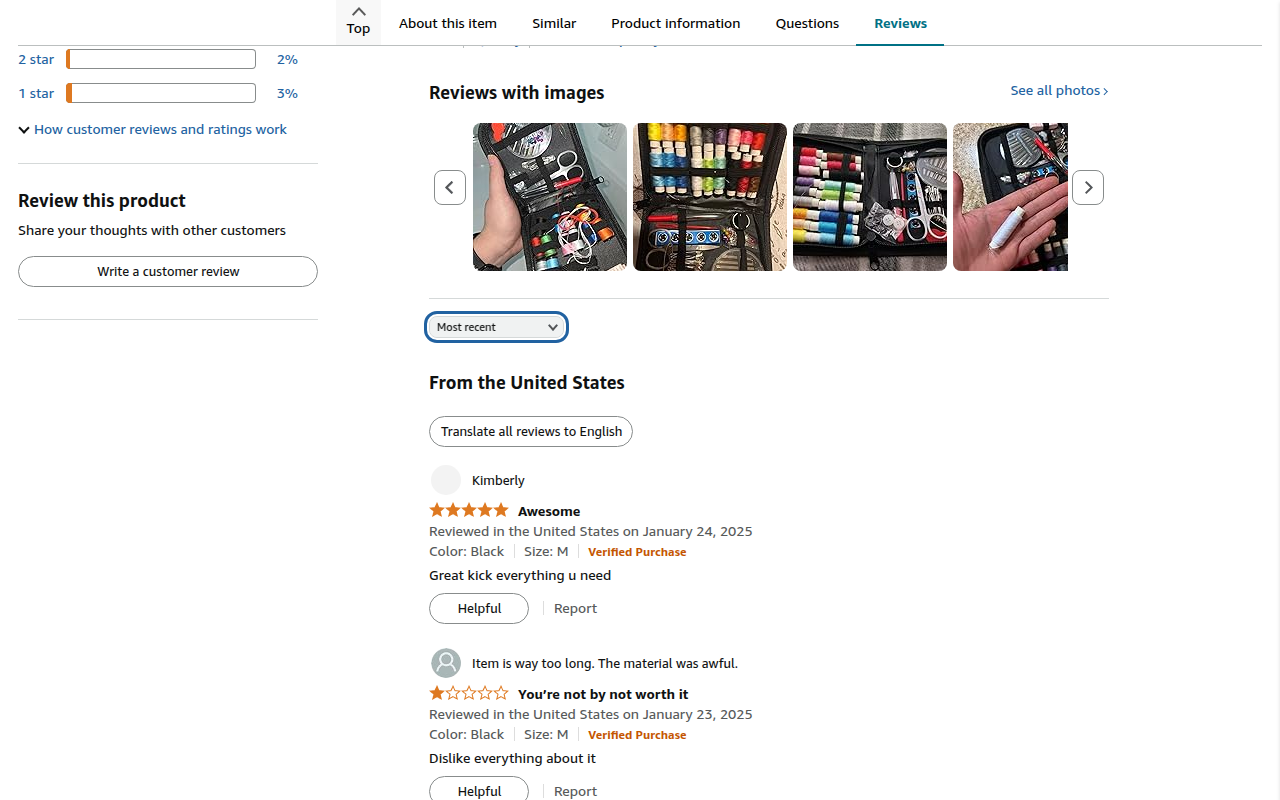 Top
About this item
Similar
Product information
Questions
Reviews
2 star
2%
1 star
3%
How customer reviews and ratings work
Review this product
Share your thoughts with other customers
Write a customer review
Reviews with images
See all photos ›
Most recent
From the United States
Translate all reviews to English
Kimberly
Awesome
Reviewed in the United States on January 24, 2025
Color: Black | Size: M | Verified Purchase
Great kick everything u need
Helpful | Report
Item is way too long. The material was awful.
You’re not by not worth it
Reviewed in the United States on January 23, 2025
Color: Black | Size: M | Verified Purchase
Dislike everything about it
Helpful | Report